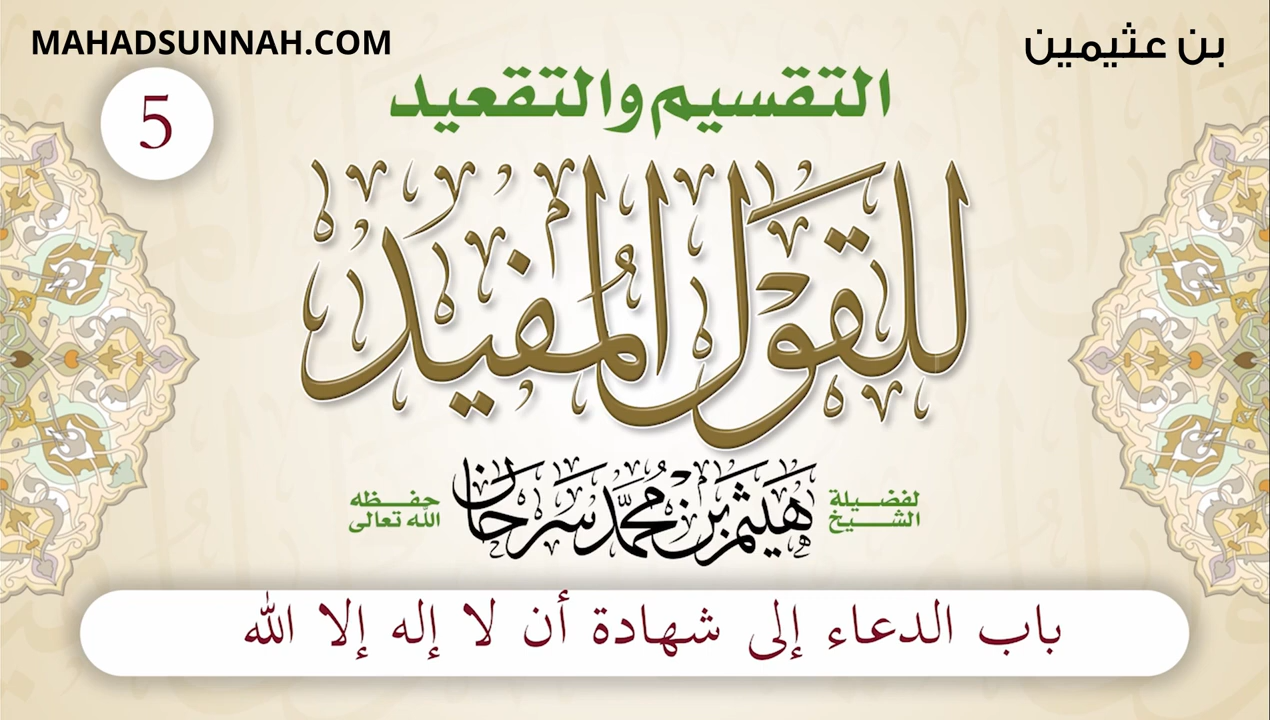 MAHADSUNNAH.COM
بن عثيمين
5
التقسيم والتقعيد
للقول المفيد
لفضيلة الشيخ
هيثم بن محمد سرحان
حفظه الله تعالى
باب الدعاء إلى شهادة أن لا إله إلا الله